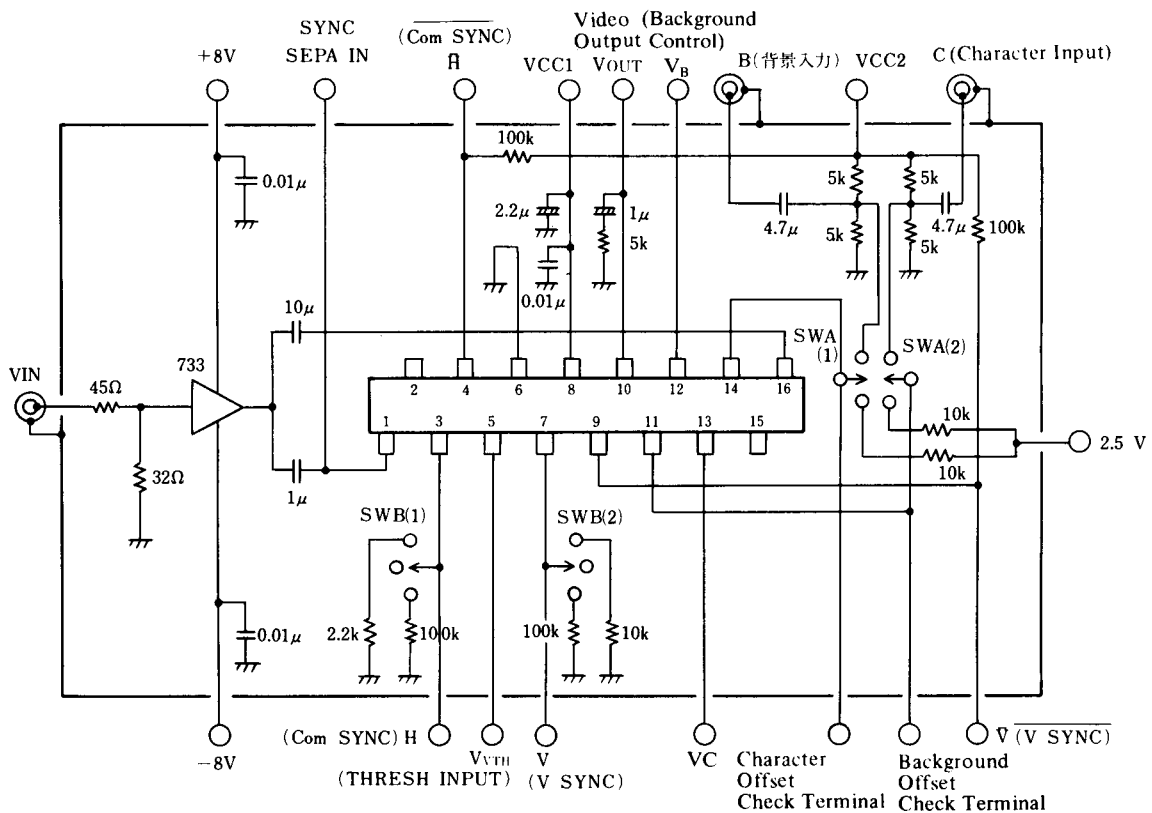 SYNC
SEPA IN
+8V
(Com SYNC)
H
VCC1
Video (Background
Output Control)
VOUT
VB
B(背景入力)
VCC2
C (Character Input)
100k
0.01μ
2.2μ
1μ
5k
0.01μ
5k
5k
4.7μ
4.7μ
5k
5k
100k
10μ
VIN
45Ω
733
32Ω
1μ
2
4
6
8
10
12
14
16
1
3
5
7
9
11
13
15
SWA
(1)
SWA(2)
10k
10k
2.5 V
SWB(1)
SWB(2)
0.01μ
2.2k
100k
100k
10k
−8V
(Com SYNC) H
VVTH
(THRESH INPUT)
V
(V SYNC)
VC
Character
Offset
Check Terminal
Background
Offset
Check Terminal
V̄ (V SYNC)